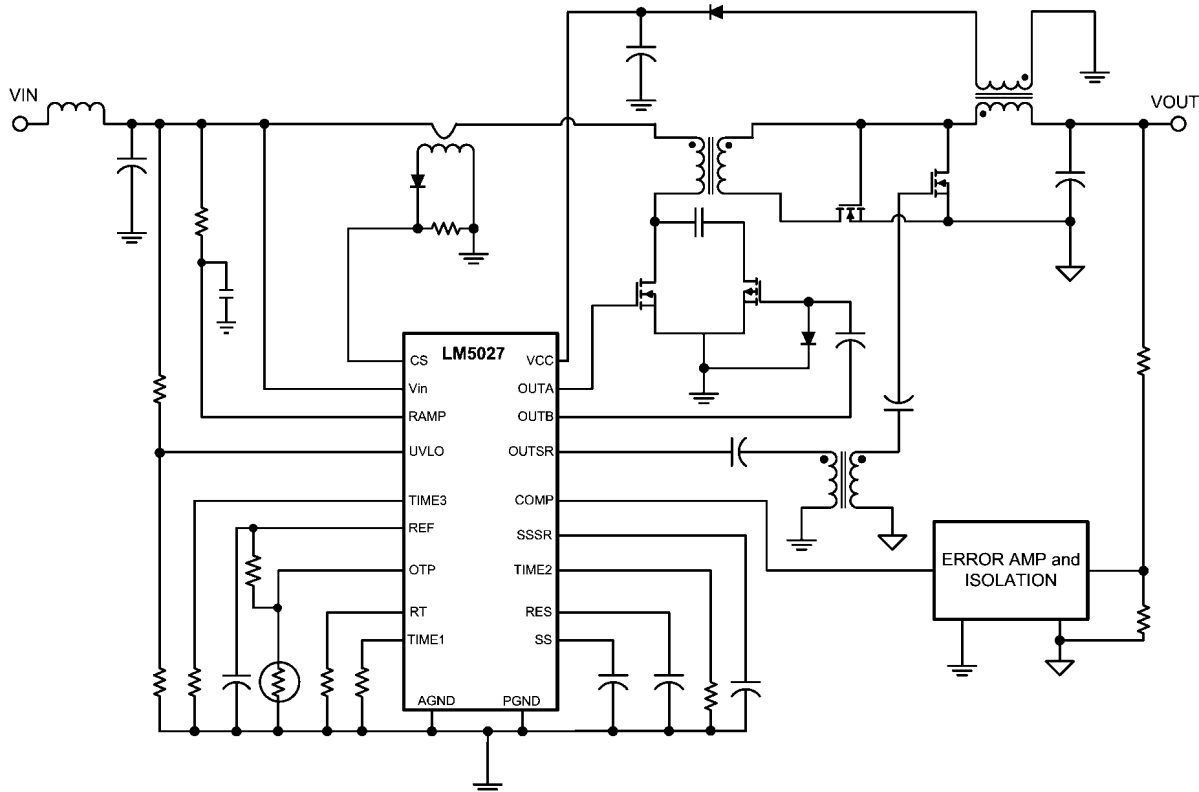 VIN
VOUT
LM5027
CS
Vin
RAMP
UVLO
TIME3
REF
OTP
RT
TIME1
VCC
OUTA
OUTB
OUTSR
COMP
SSSR
TIME2
RES
SS
AGND
PGND
ERROR AMP and
ISOLATION